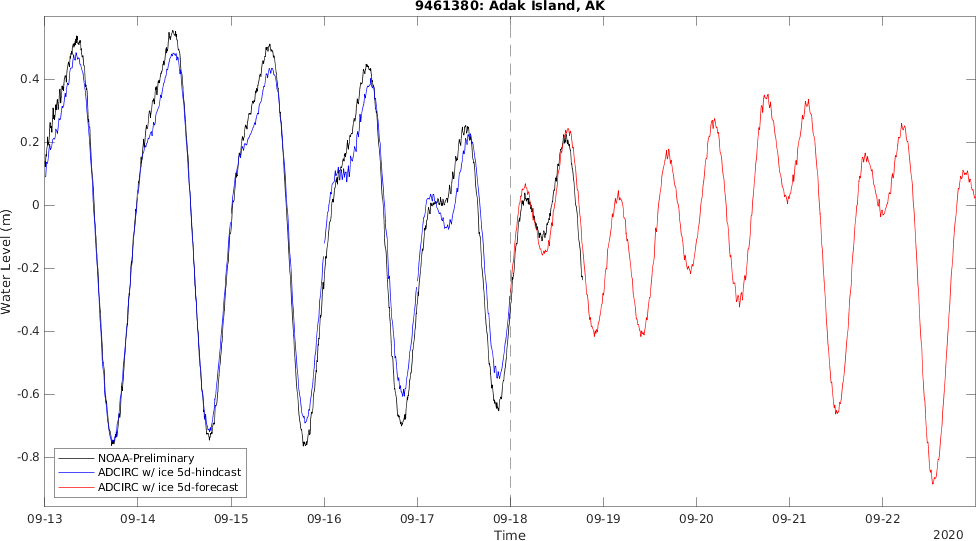 9461380: Adak Island, AK
Water Level (m)
0.4
0.2
0
-0.2
-0.4
-0.6
-0.8
NOAA-Preliminary
ADCIRC w/ ice 5d-hindcast
ADCIRC w/ ice 5d-forecast
09-13 09-14 09-15 09-16 09-17 09-18 09-19 09-20 09-21 09-22
Time
2020